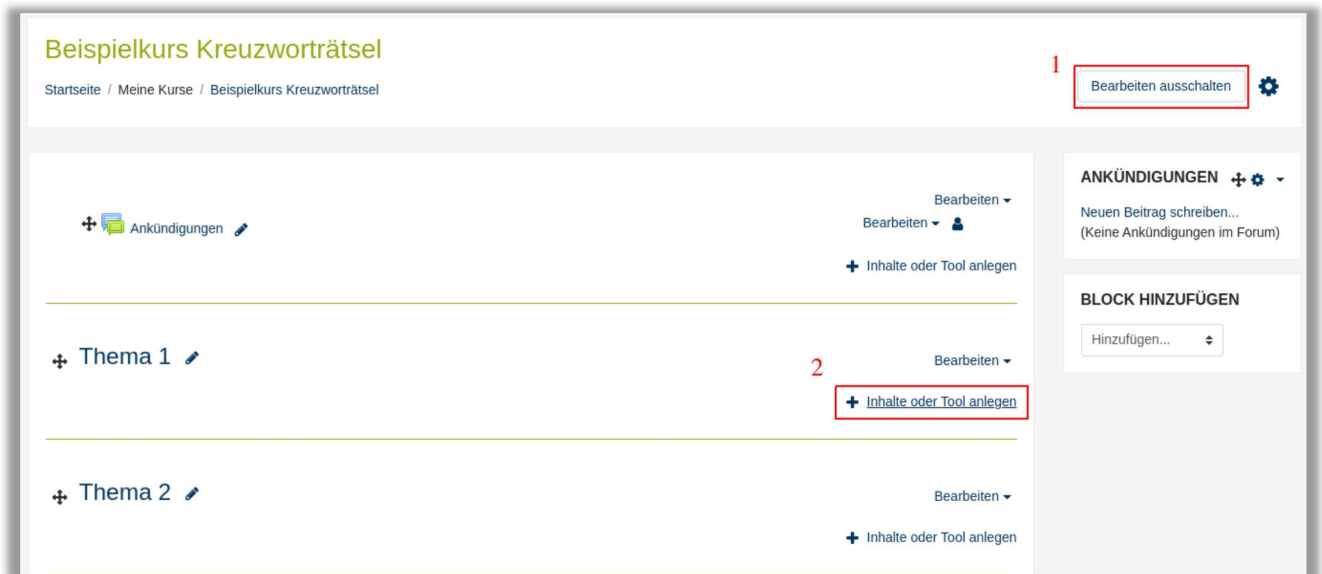 Beispielkurs Kreuzworträtsel
Startseite / Meine Kurse / Beispielkurs Kreuzworträtsel
1
Bearbeiten ausschalten
Bearbeiten
Ankündigungen
Bearbeiten
Inhalte oder Tool anlegen
Thema 1
Bearbeiten
2
Inhalte oder Tool anlegen
Thema 2
Bearbeiten
Inhalte oder Tool anlegen
ANKÜNDIGUNGEN
Neuen Beitrag schreiben...
(Keine Ankündigungen im Forum)
BLOCK HINZUFÜGEN
Hinzufügen...